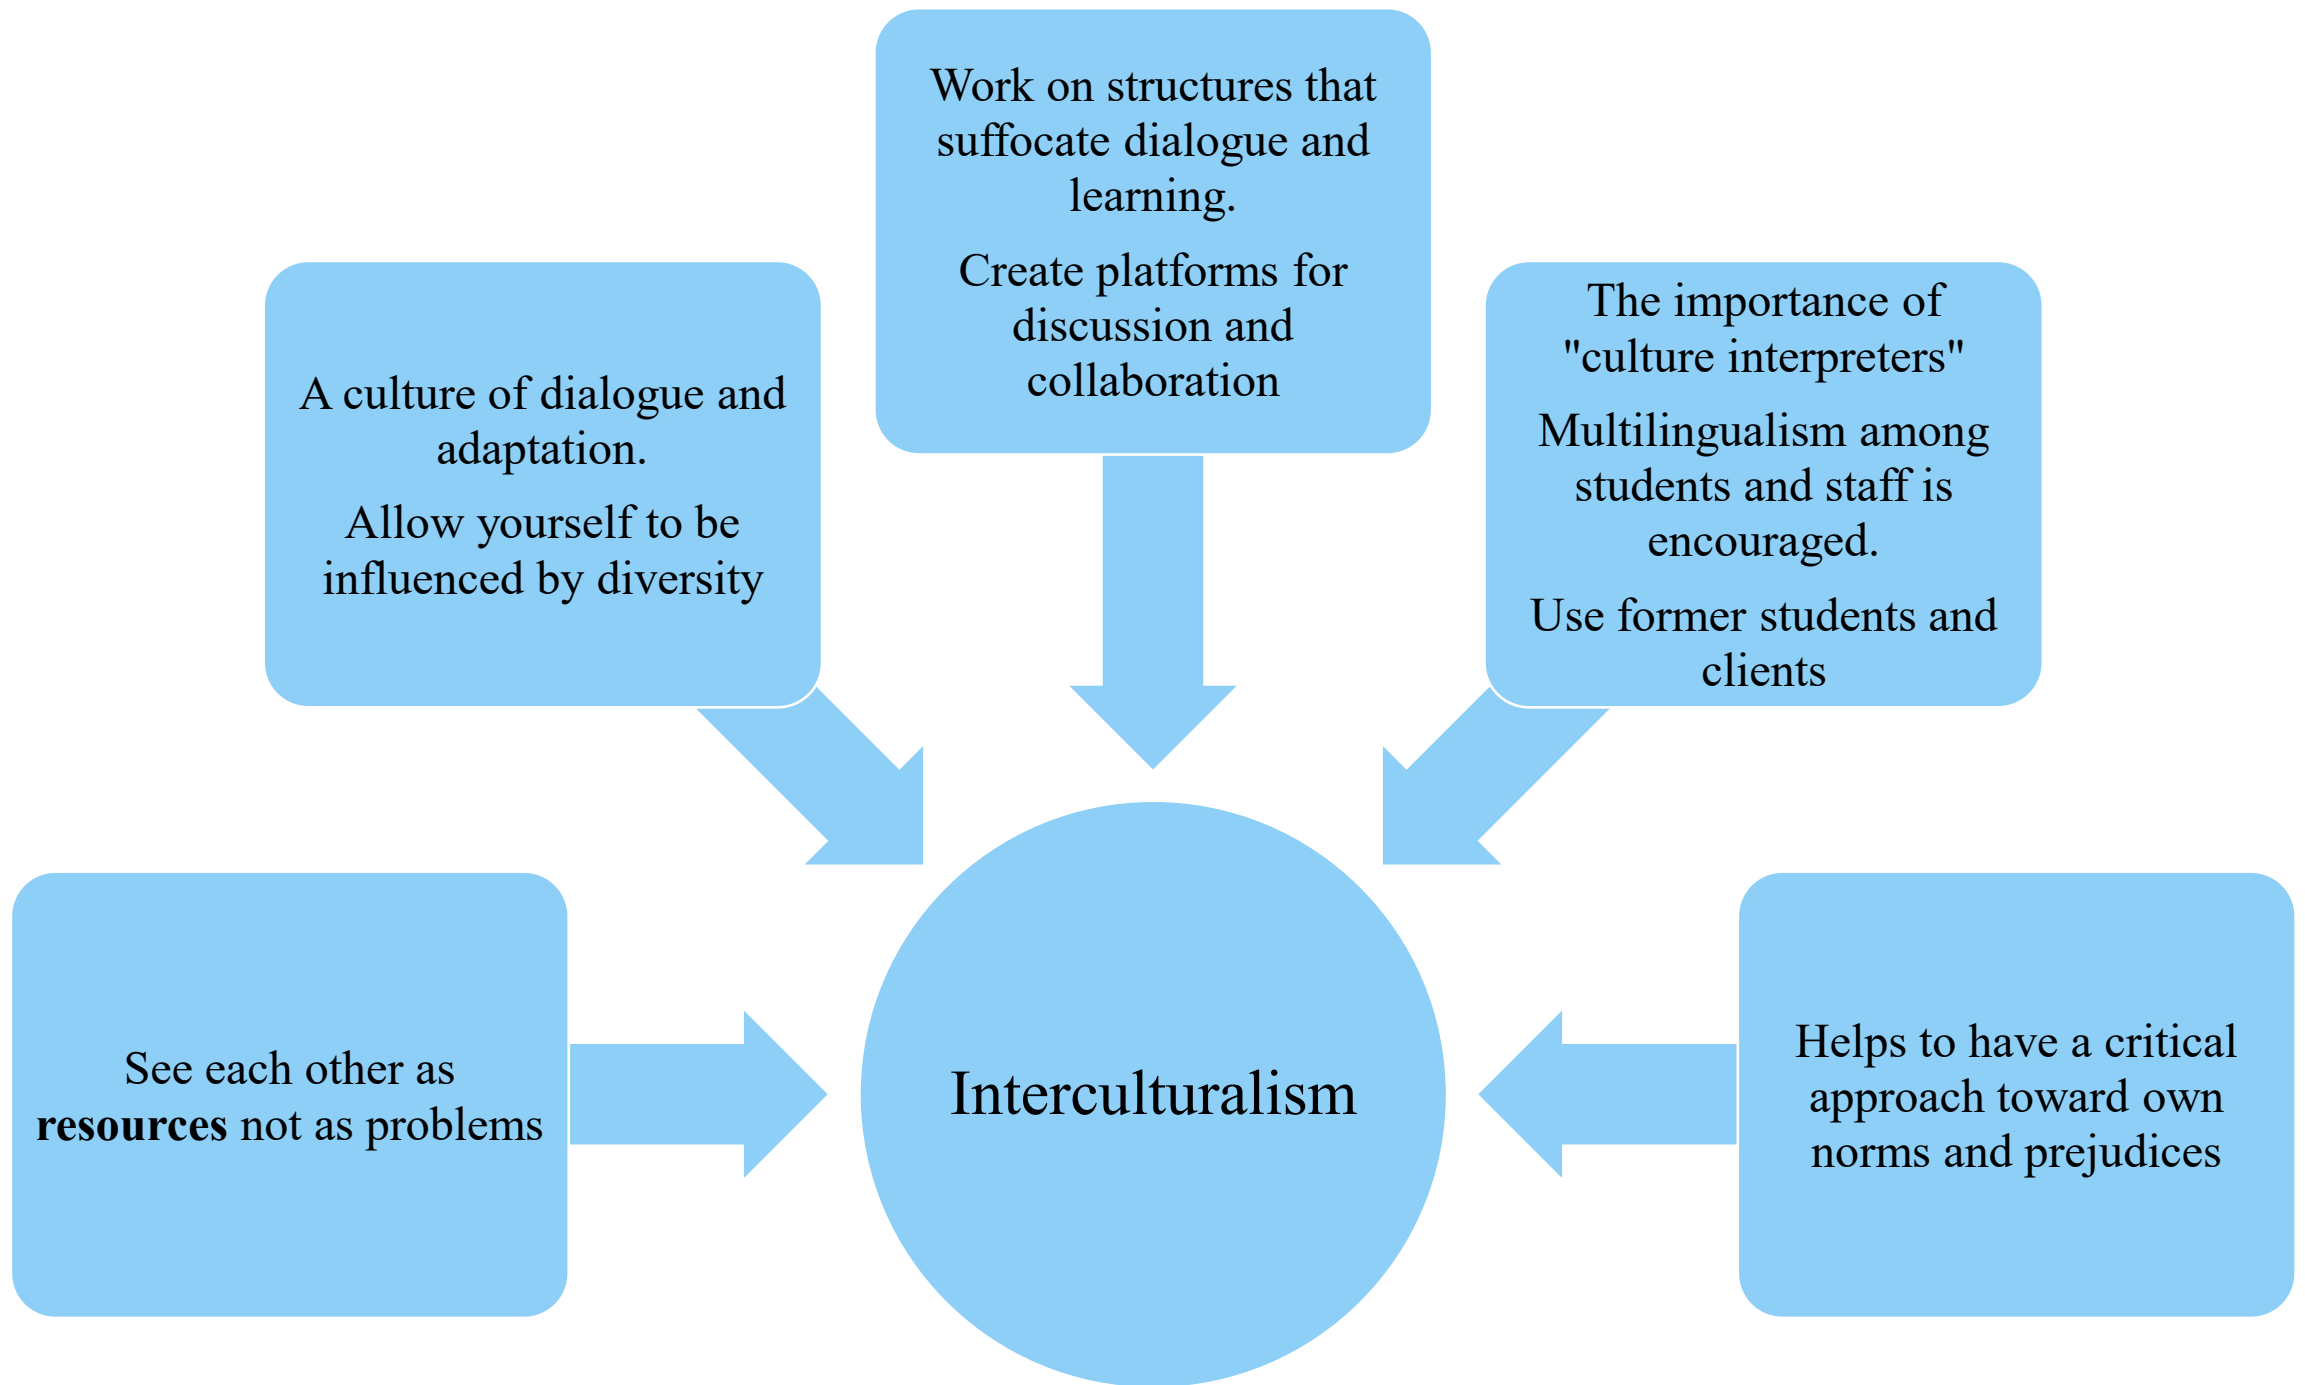 Work on structures that
suffocate dialogue and
learning.
Create platforms for
discussion and
collaboration
A culture of dialogue and
adaptation.
Allow yourself to be
influenced by diversity
The importance of
"culture interpreters"
Multilingualism among
students and staff is
encouraged.
Use former students and
clients
See each other as
resources not as problems
Interculturalism
Helps to have a critical
approach toward own
norms and prejudices